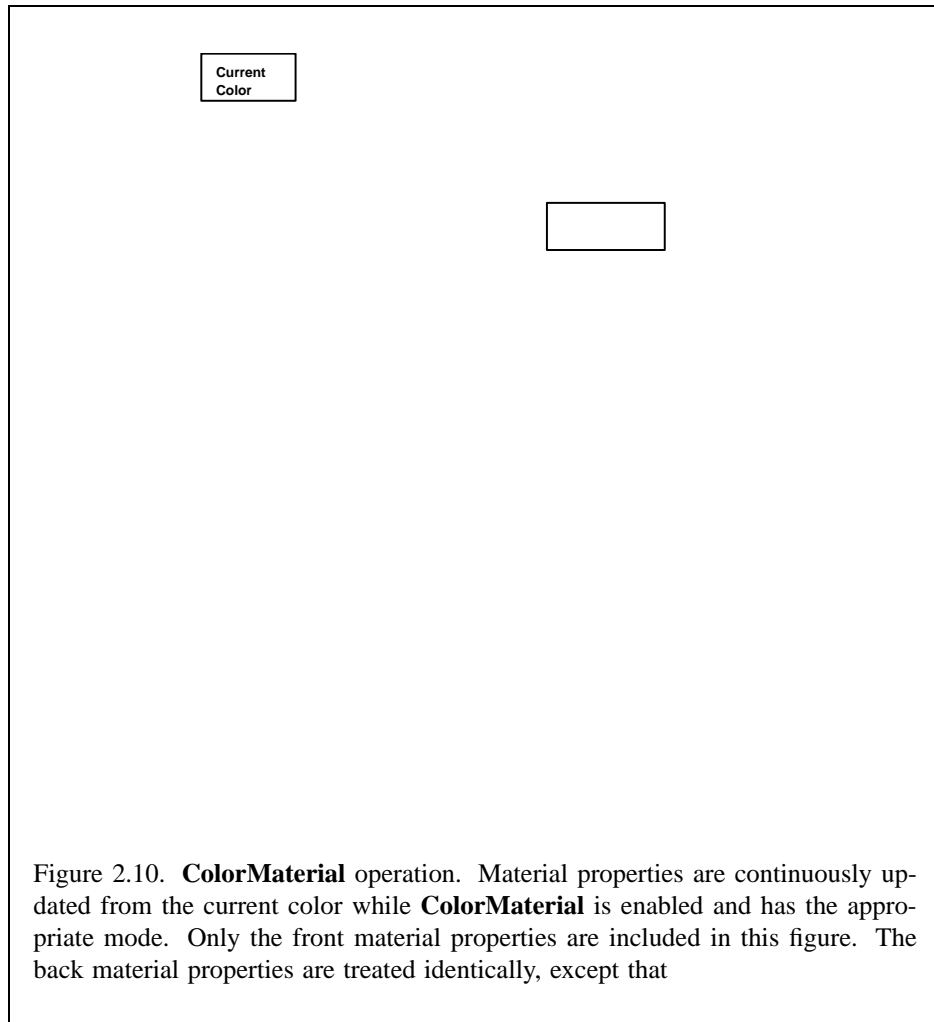 Current
Color
Figure 2.10. ColorMaterial operation. Material properties are continuously up-
dated from the current color while ColorMaterial is enabled and has the appro-
priate mode. Only the front material properties are included in this figure. The
back material properties are treated identically, except that